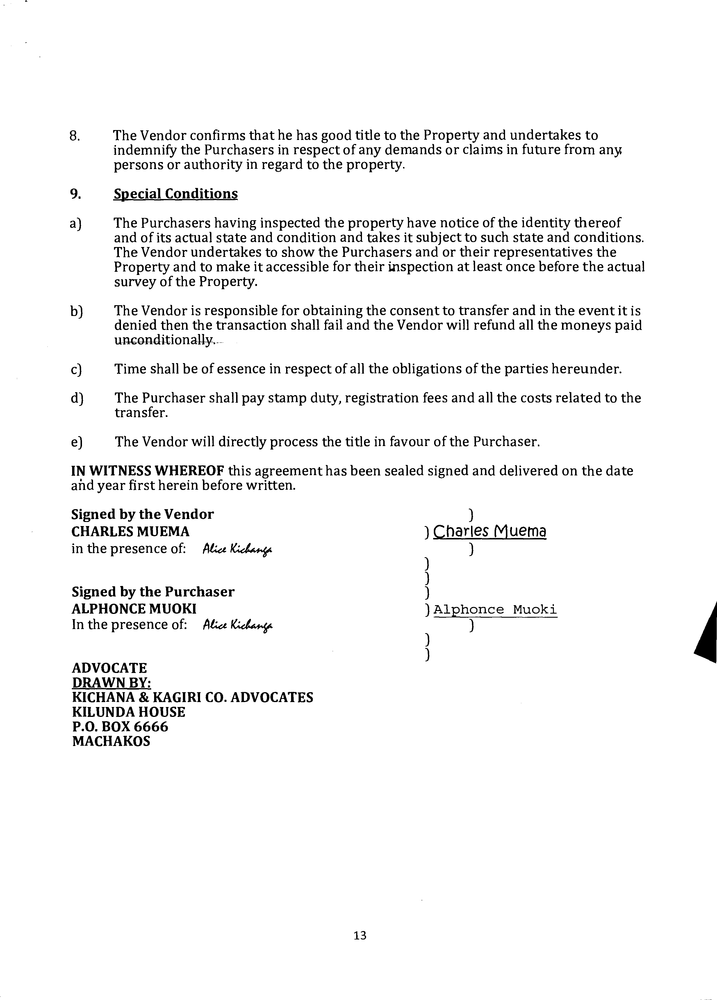 8. The Vendor confirms that he has good title to the Property and undertakes to
indemnify the Purchasers in respect of any demands or claims in future from any
persons or authority in regard to the property.
9. Special Conditions
a) The Purchasers having inspected the property have notice of the identity thereof
and of its actual state and condition and takes it subject to such state and conditions.
The Vendor undertakes to show the Purchasers and or their representatives the
Property and to make it accessible for their inspection at least once before the actual
survey of the Property.
b) The Vendor is responsible for obtaining the consent to transfer and in the event it is
denied then the transaction shall fail and the Vendor will refund all the moneys paid
unconditionally.
c) Time shall be of essence in respect of all the obligations of the parties hereunder.
d) The Purchaser shall pay stamp duty, registration fees and all the costs related to the
transfer.
e) The Vendor will directly process the title in favour of the Purchaser.
IN WITNESS WHEREOF this agreement has been sealed signed and delivered on the date
and year first herein before written.
Signed by the Vendor )
CHARLES MUEMA ) Charles Muema
in the presence of: Alice Kichanga )
)
)
Signed by the Purchaser )
ALPHONCE MUOKI ) Alphonce Muoki
In the presence of: Alice Kichanga )
)
)
ADVOCATE
DRAWN BY:
KICHANA & KAGIRI CO. ADVOCATES
KILUNDA HOUSE
P.O. BOX 6666
MACHAKOS
13